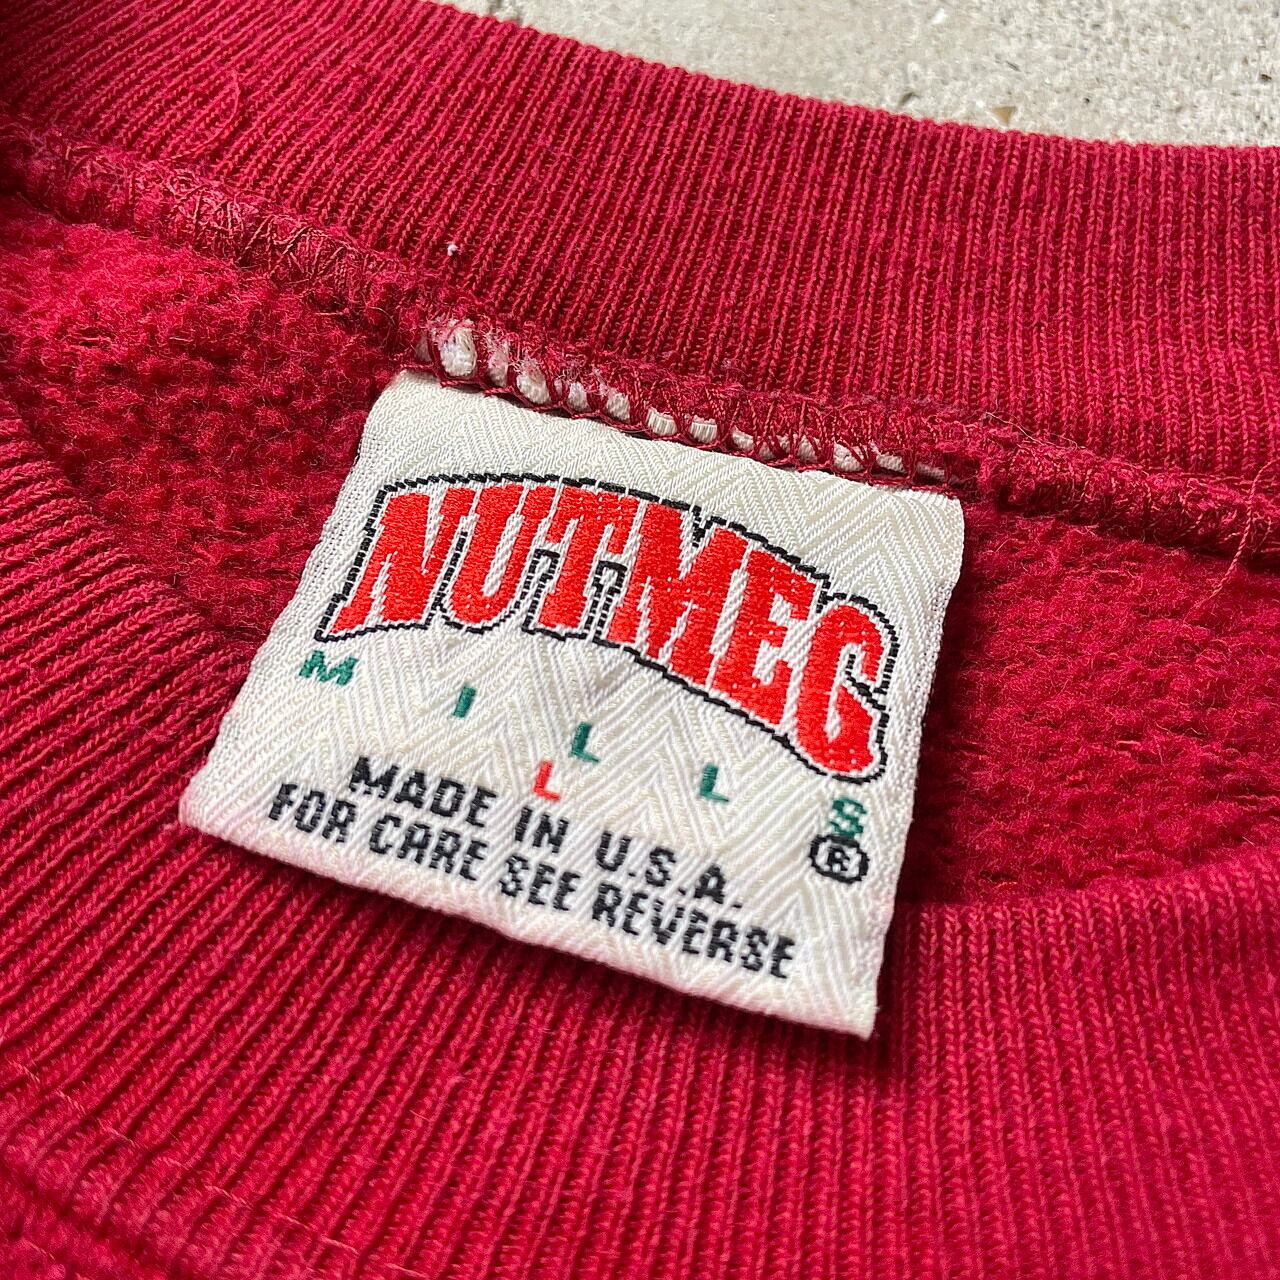 NUTMEG
MILLS
L
®
MADE IN U.S.A.
FOR CARE SEE REVERSE